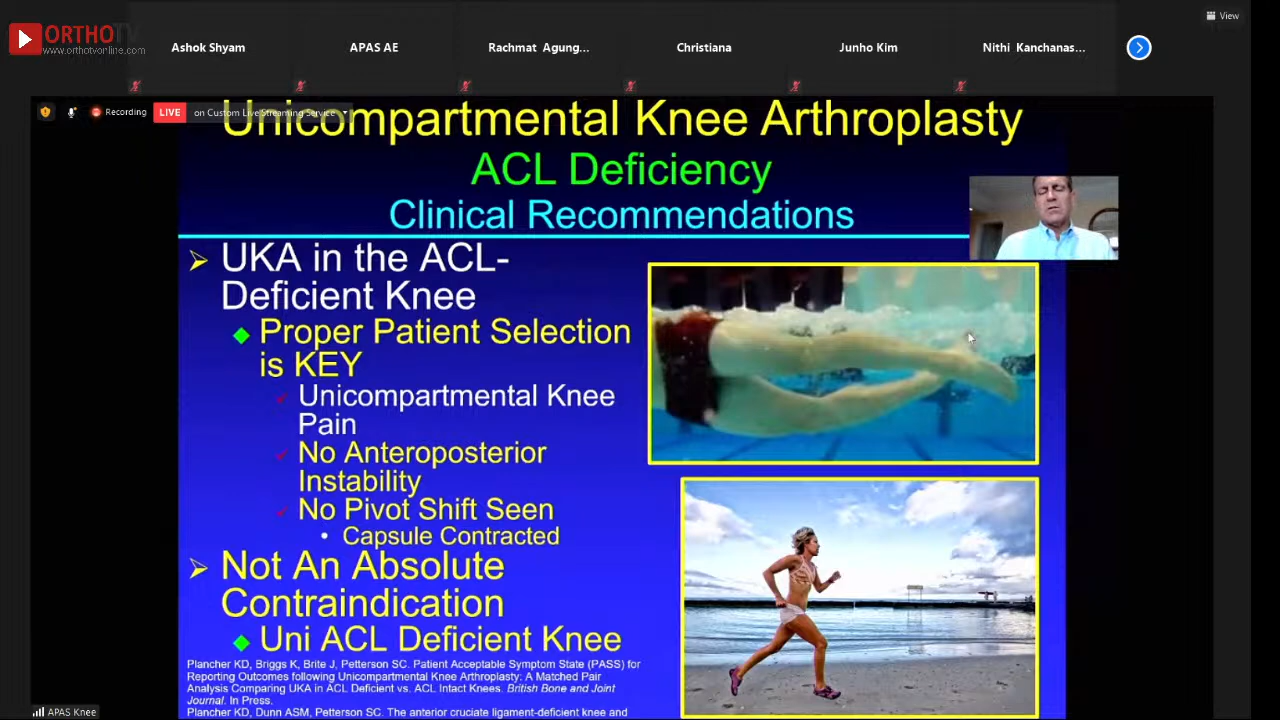 ORTHOTV
www.orthotvonline.com
Ashok Shyam
APAS AE
Rachmat Agung...
Christiana
Junho Kim
Nithi Kanchanas...
View
Recording
LIVE
on Custom Live Streaming Service
Unicompartmental Knee Arthroplasty
ACL Deficiency
Clinical Recommendations
UKA in the ACL-
Deficient Knee
Proper Patient Selection
is KEY
Unicompartmental Knee
Pain
No Anteroposterior
Instability
No Pivot Shift Seen
• Capsule Contracted
Not An Absolute
Contraindication
Uni ACL Deficient Knee
Plancher KD, Briggs K, Brite J, Petterson SC. Patient Acceptable Symptom State (PASS) for
Reporting Outcomes following Unicompartmental Knee Arthroplasty: A Matched Pair
Analysis Comparing UKA in ACL Deficient vs. ACL Intact Knees. British Bone and Joint
Journal. In Press.
Plancher KD, Dunn ASM, Petterson SC. The anterior cruciate ligament-deficient knee and
APAS Knee